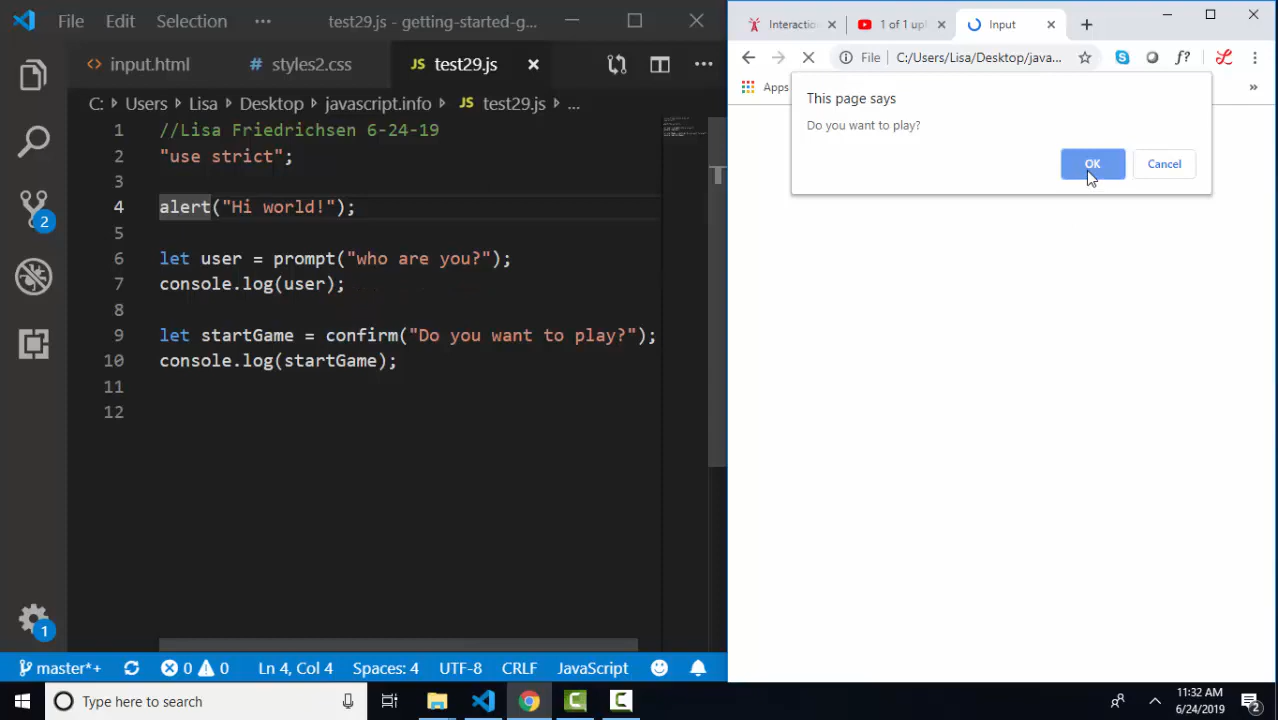 File Edit Selection ··· test29.js - getting-started-g...
input.html styles2.css JS test29.js ···
C: > Users > Lisa > Desktop > javascript.info > JS test29.js > ...
1 //Lisa Friedrichsen 6-24-19
2 "use strict";
3
4 alert("Hi world!");
5
6 let user = prompt("who are you?");
7 console.log(user);
8
9 let startGame = confirm("Do you want to play?");
10 console.log(startGame);
11
12
2
1
master*+ 0 0 Ln 4, Col 4 Spaces: 4 UTF-8 CRLF JavaScript
Interaction 1 of 1 upl Input
File C:/Users/Lisa/Desktop/java... f?
Apps »
This page says
Do you want to play?
OK Cancel
Type here to search
11:32 AM
6/24/2019
2